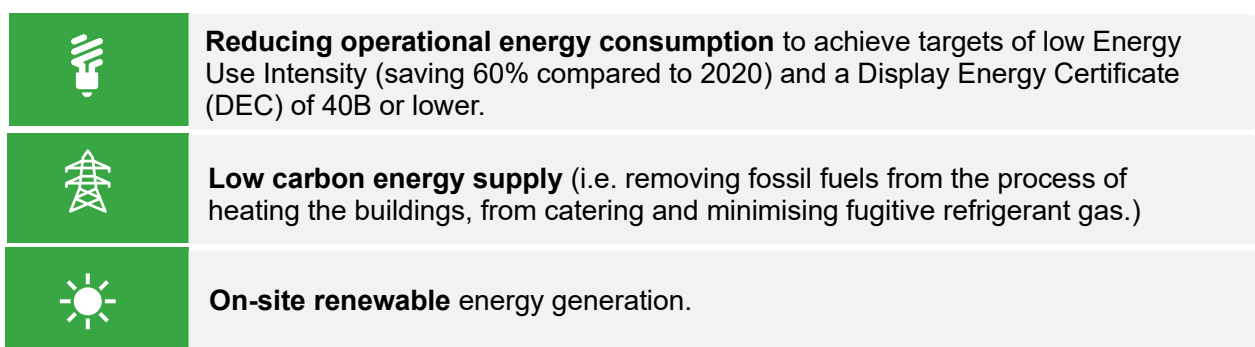 Reducing operational energy consumption to achieve targets of low Energy
Use Intensity (saving 60% compared to 2020) and a Display Energy Certificate
(DEC) of 40B or lower.
Low carbon energy supply (i.e. removing fossil fuels from the process of
heating the buildings, from catering and minimising fugitive refrigerant gas.)
On-site renewable energy generation.